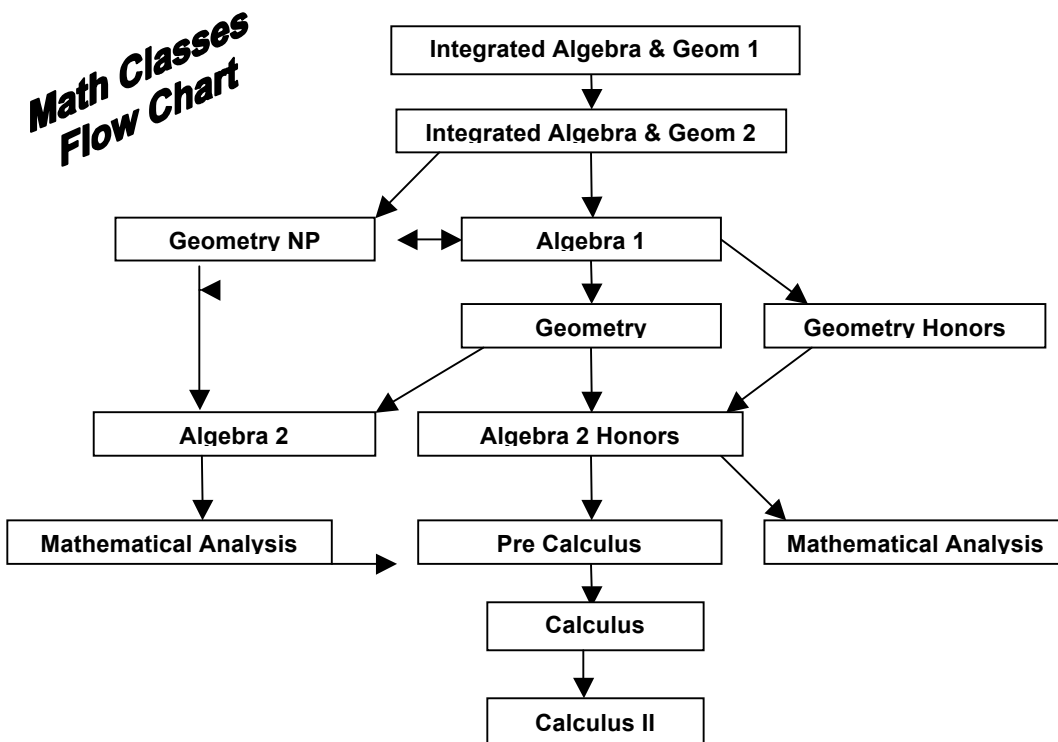 Math Classes
Flow Chart
Integrated Algebra & Geom 1
Integrated Algebra & Geom 2
Geometry NP
Algebra 1
Geometry
Geometry Honors
Algebra 2
Algebra 2 Honors
Mathematical Analysis
Pre Calculus
Mathematical Analysis
Calculus
Calculus II